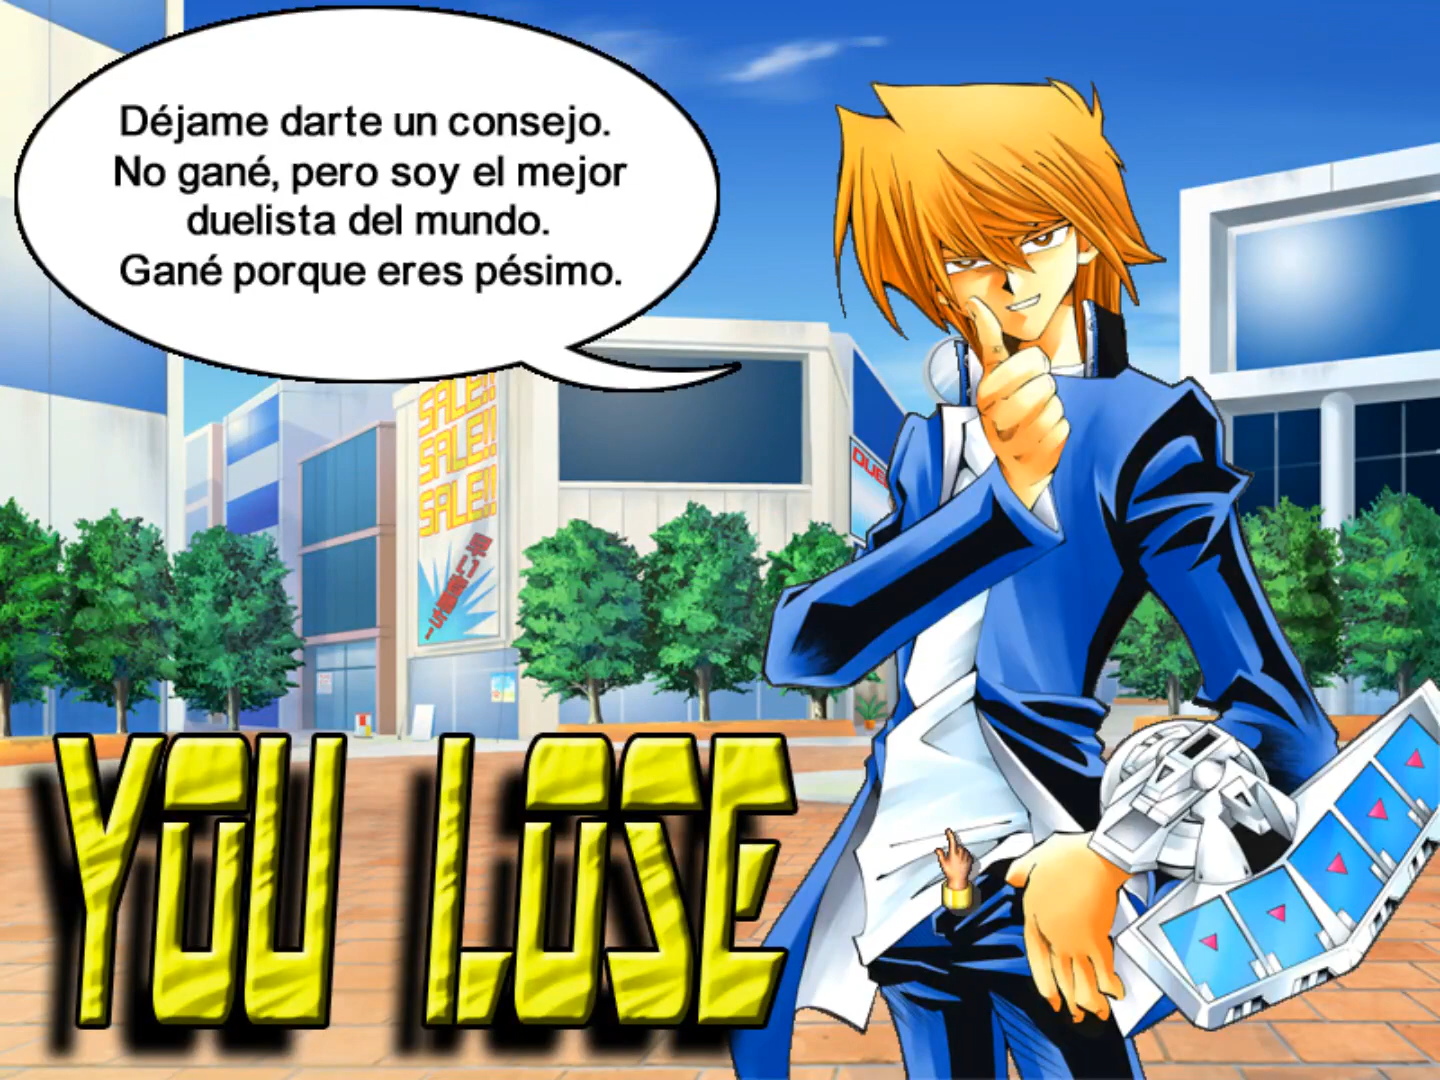 Déjame darte un consejo.
No gané, pero soy el mejor
duelista del mundo.
Gané porque eres pésimo.
SALE!!
SALE!!
SALE!!
DUE
YOU LOSE